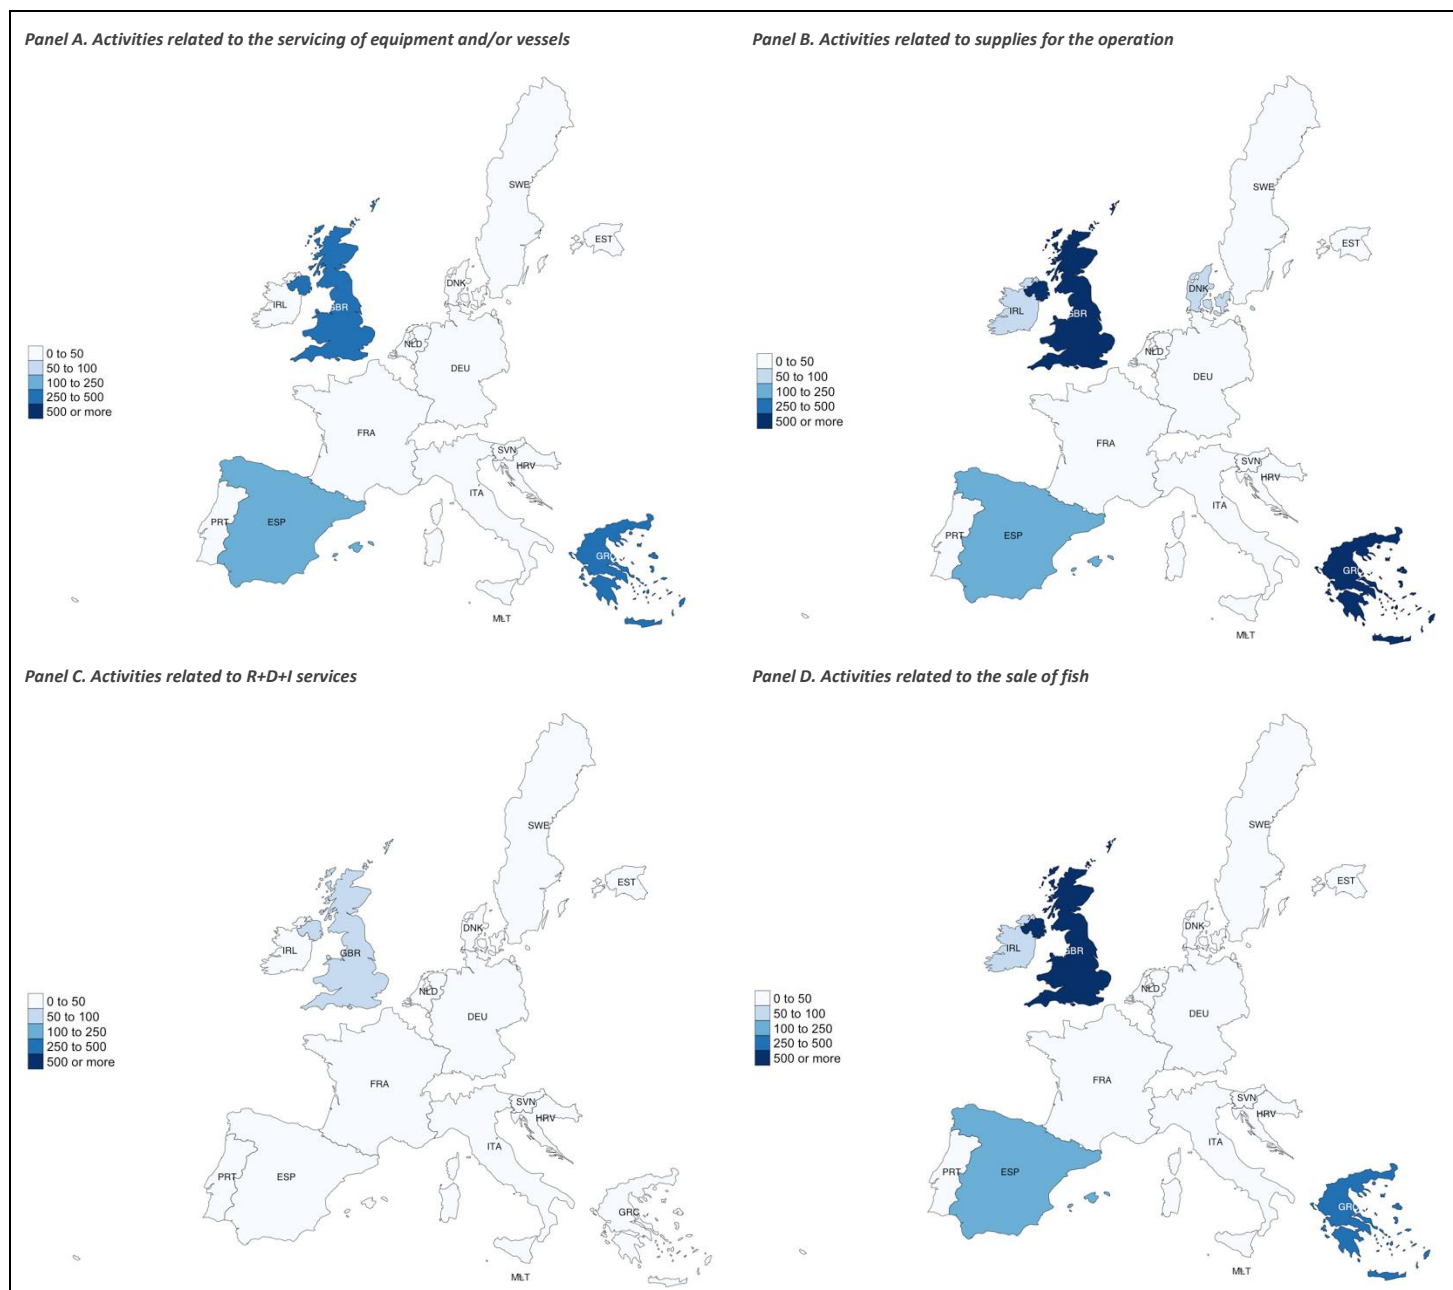 Panel A. Activities related to the servicing of equipment and/or vessels
SWE
EST
DNK
IRL
GBR
NLD
DEU
0 to 50
50 to 100
100 to 250
250 to 500
500 or more
FRA
SVN
HRV
ITA
PRT
ESP
GRC
MLT
Panel B. Activities related to supplies for the operation
SWE
EST
DNK
IRL
GBR
NLD
DEU
0 to 50
50 to 100
100 to 250
250 to 500
500 or more
FRA
SVN
HRV
ITA
PRT
ESP
GRC
MLT
Panel C. Activities related to R+D+I services
SWE
EST
DNK
IRL
GBR
NLD
DEU
0 to 50
50 to 100
100 to 250
250 to 500
500 or more
FRA
SVN
HRV
ITA
PRT
ESP
GRC
MLT
Panel D. Activities related to the sale of fish
SWE
EST
DNK
IRL
GBR
NLD
DEU
0 to 50
50 to 100
100 to 250
250 to 500
500 or more
FRA
SVN
HRV
ITA
PRT
ESP
GRC
MLT